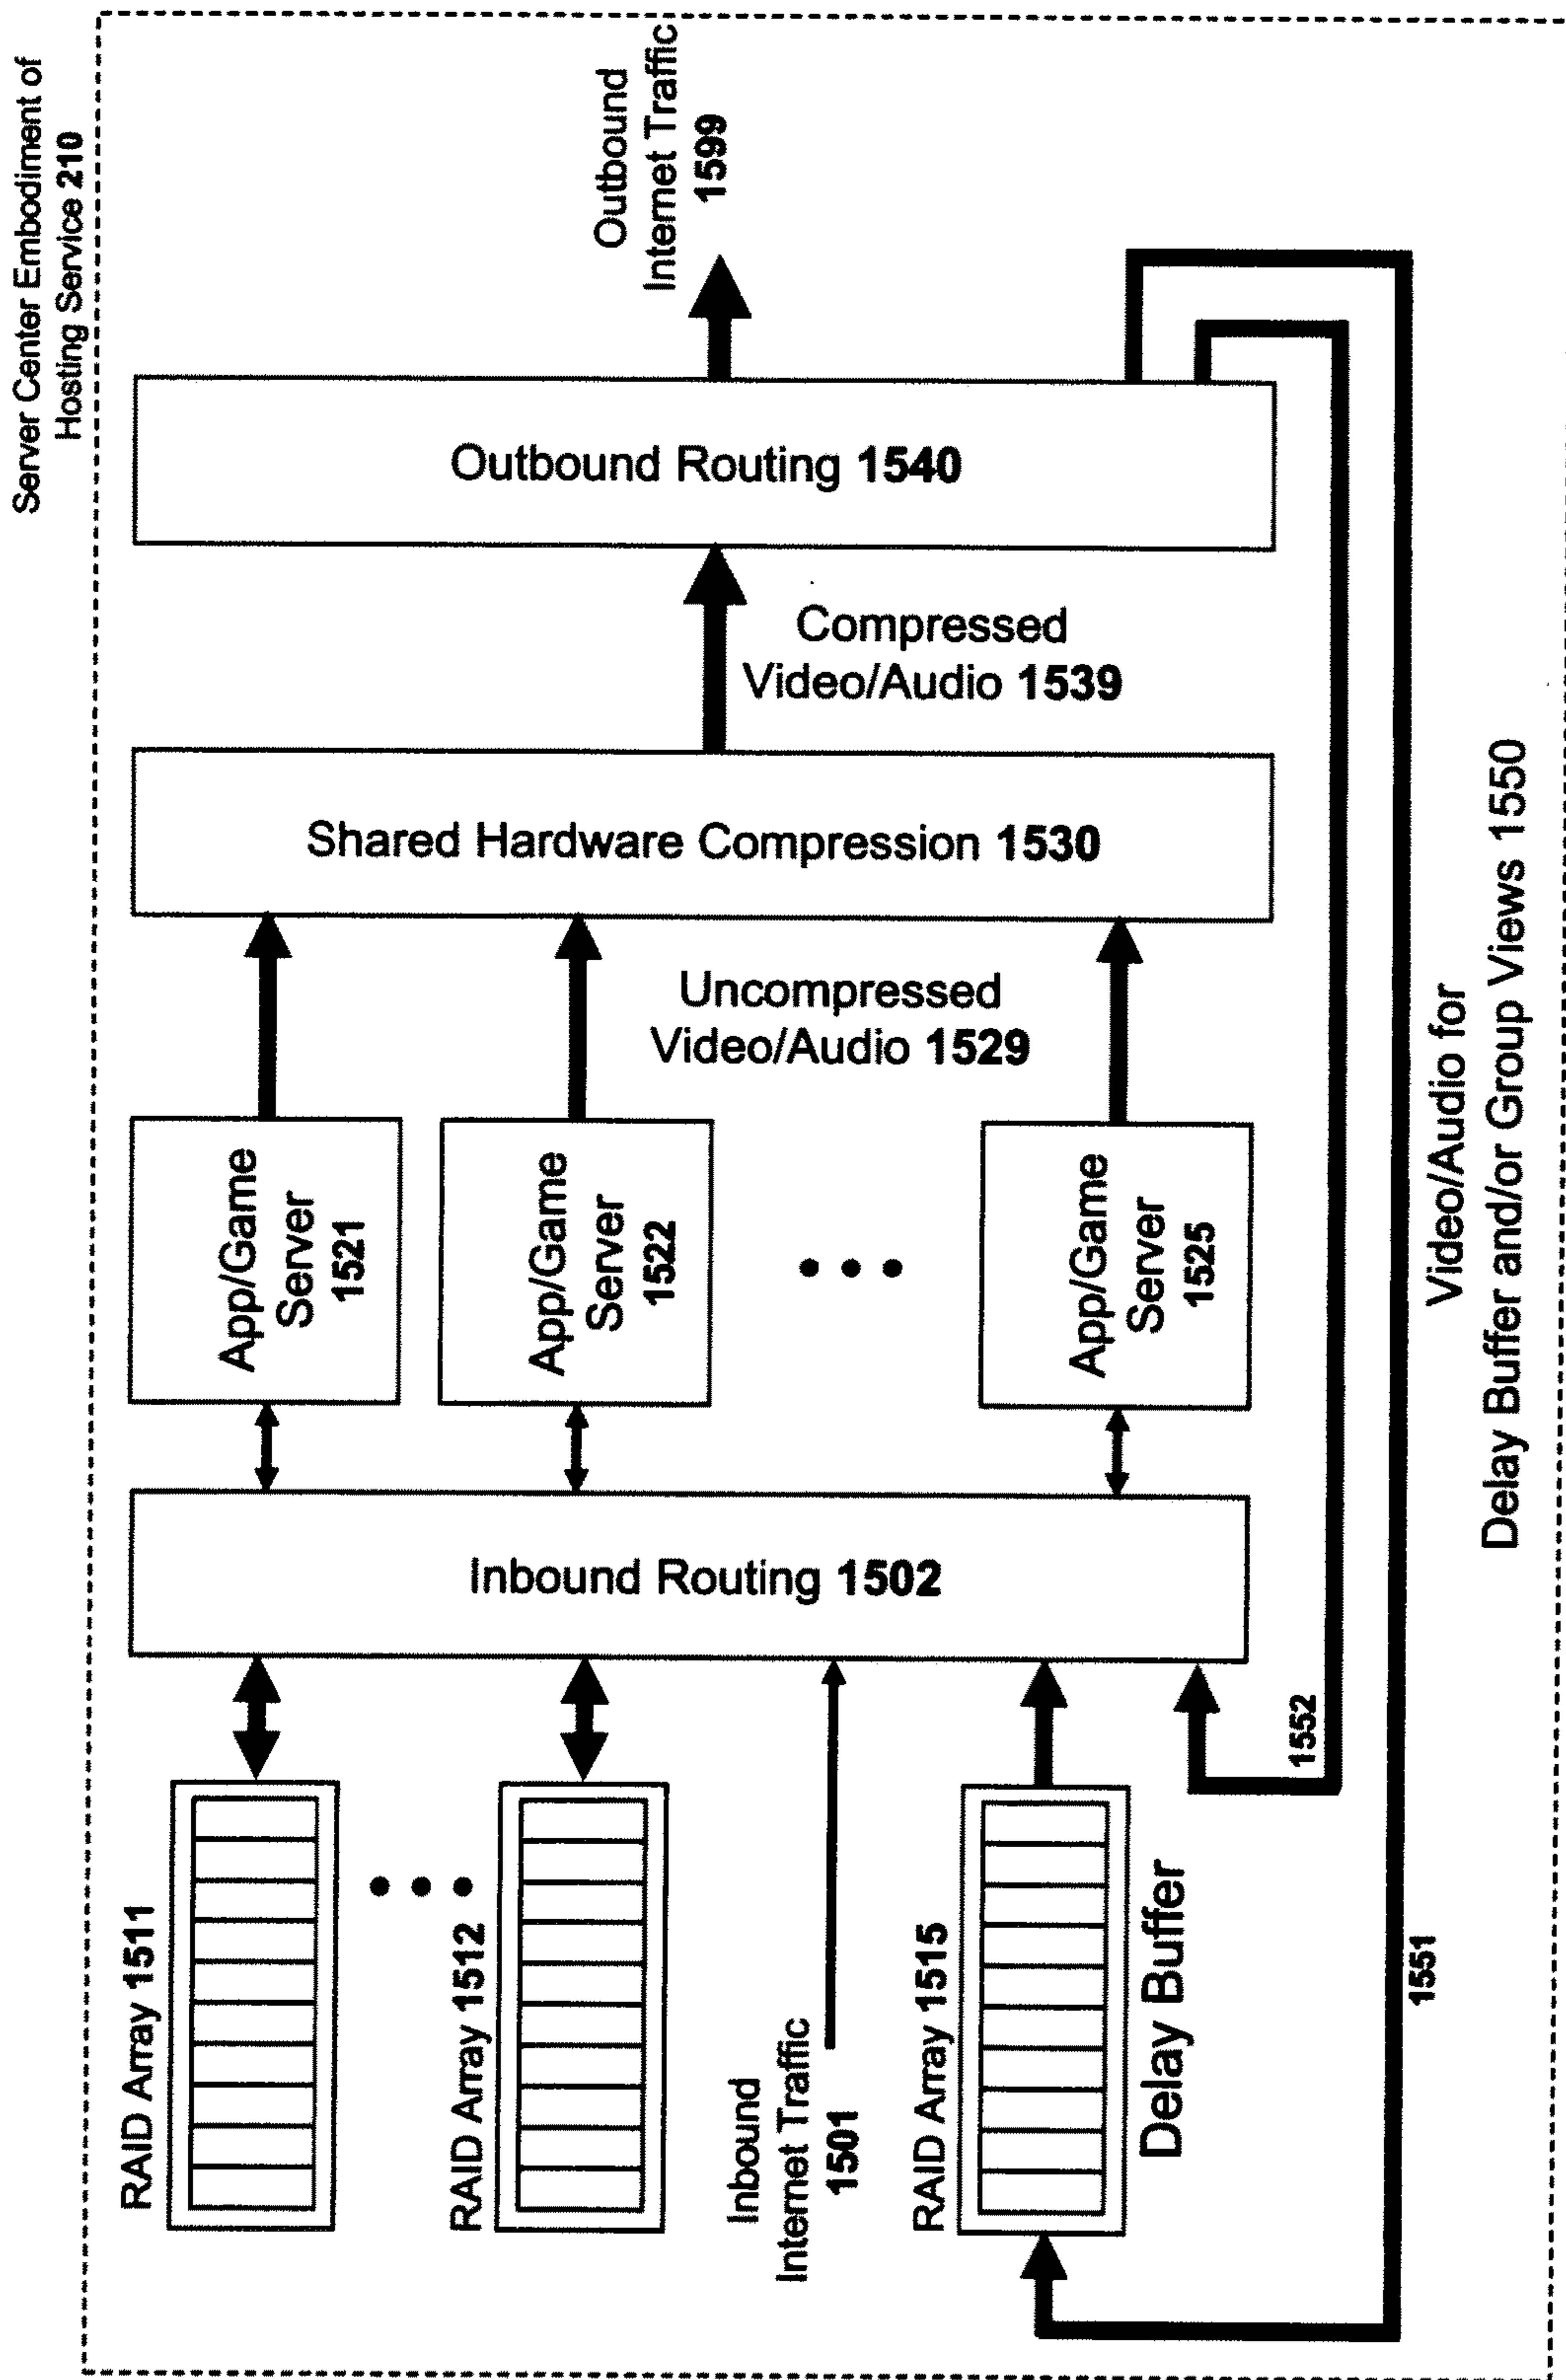 Server Center Embodiment of
Hosting Service 210
RAID Array 1511
RAID Array 1512
Inbound
Internet Traffic
1501
RAID Array 1515
Delay Buffer
Inbound Routing 1502
App/Game
Server
1521
App/Game
Server
1522
App/Game
Server
1525
Uncompressed
Video/Audio 1529
Shared Hardware Compression 1530
Compressed
Video/Audio 1539
Outbound Routing 1540
Outbound
Internet Traffic
1599
1552
1551
Video/Audio for
Delay Buffer and/or Group Views 1550